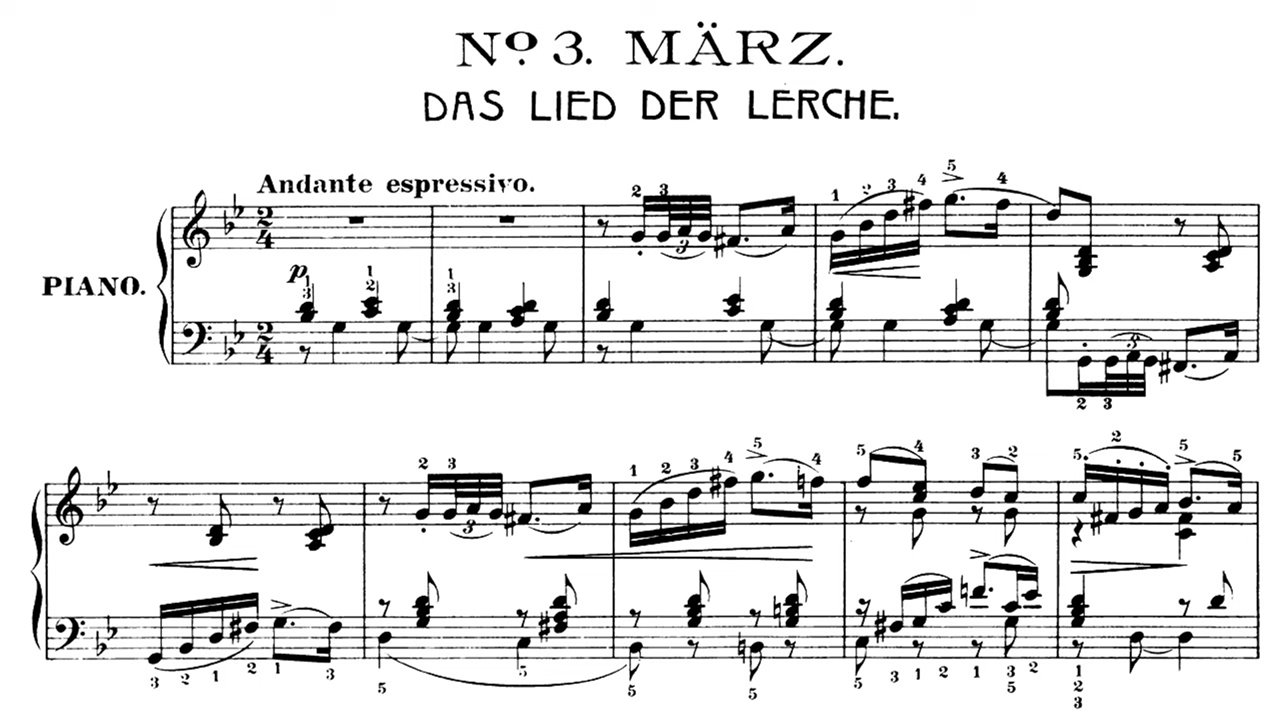 Nº 3. MÄRZ.
DAS LIED DER LERCHE.
Andante espressivo.
PIANO.
p